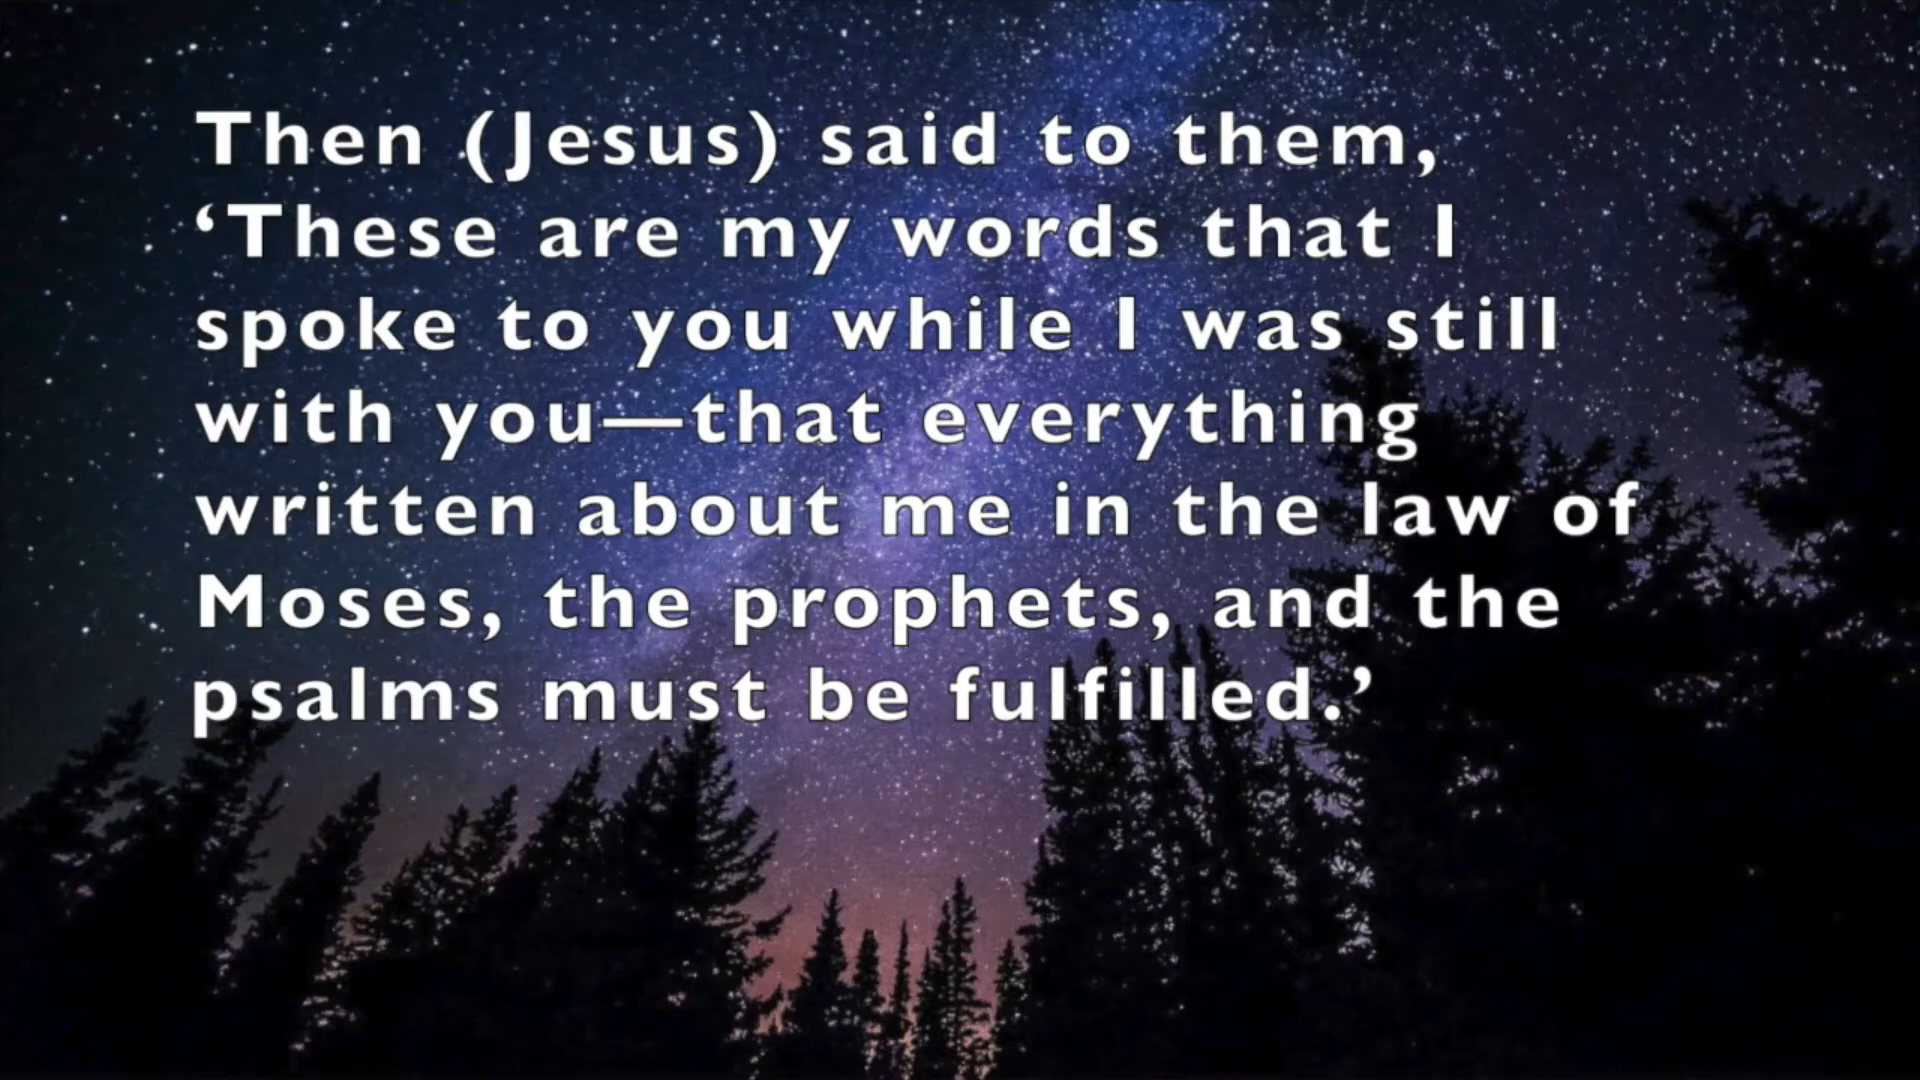 Then (Jesus) said to them,
‘These are my words that I
spoke to you while I was still
with you—that everything
written about me in the law of
Moses, the prophets, and the
psalms must be fulfilled.’